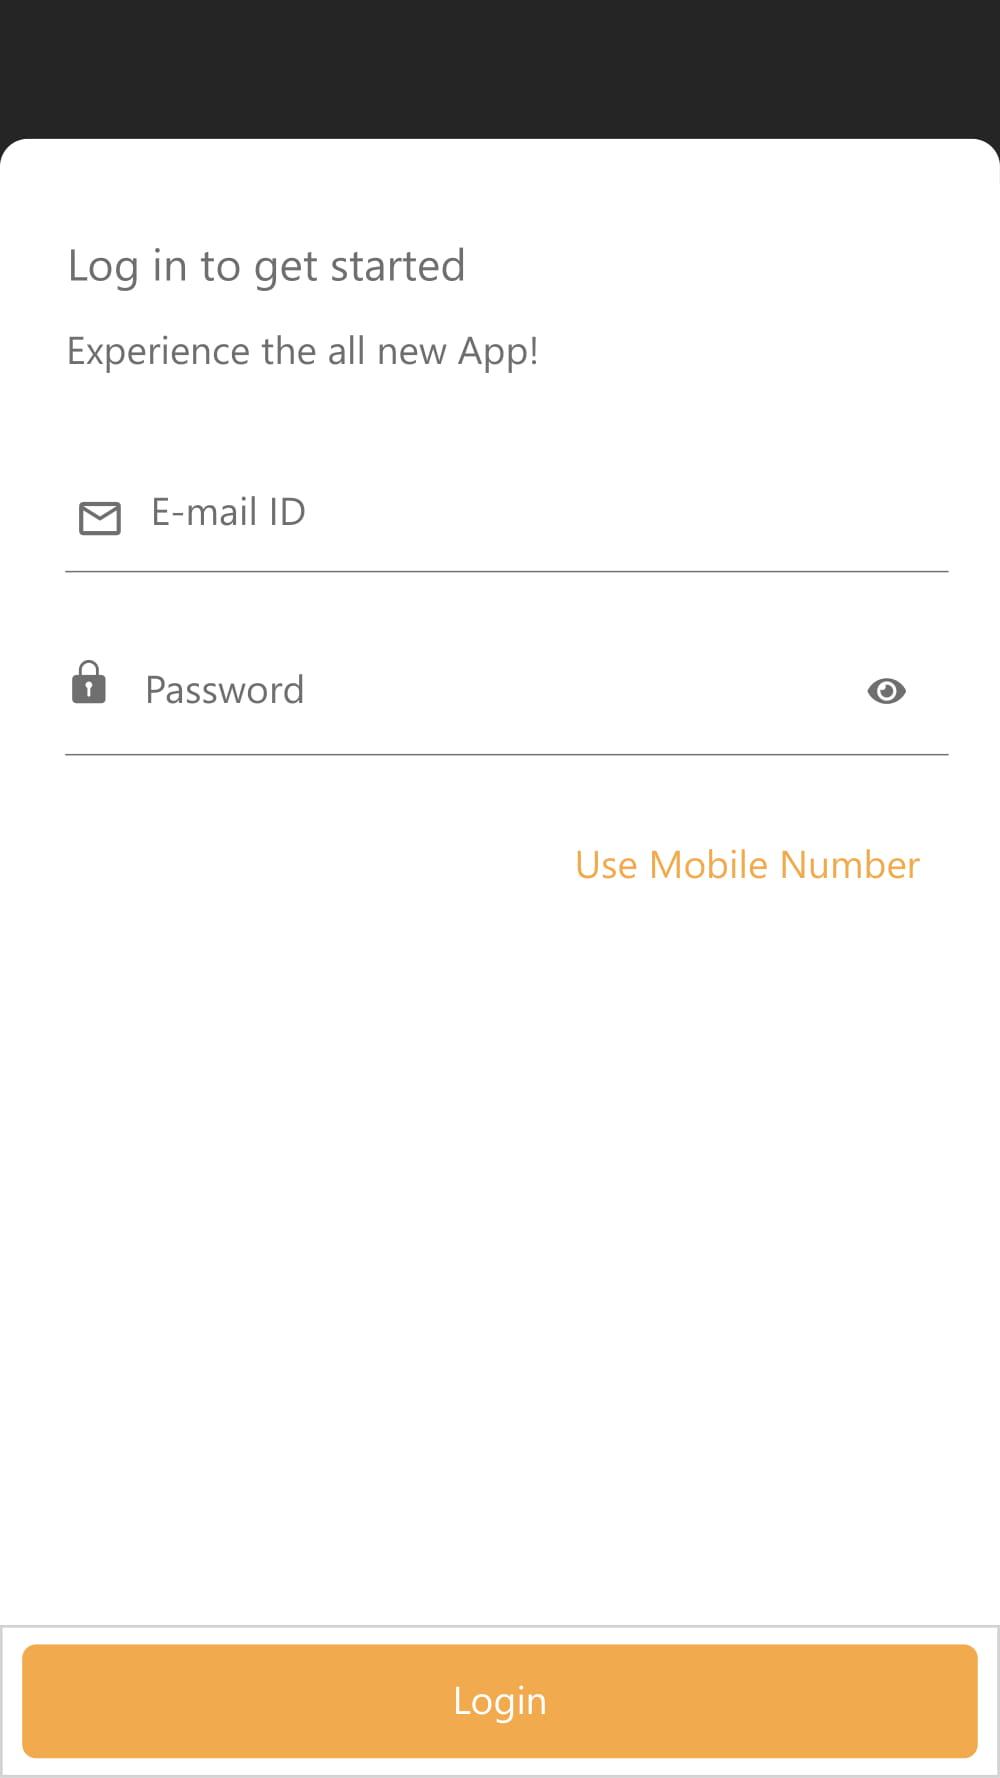 Log in to get started
Experience the all new App!
E-mail ID
Password
Use Mobile Number
Login